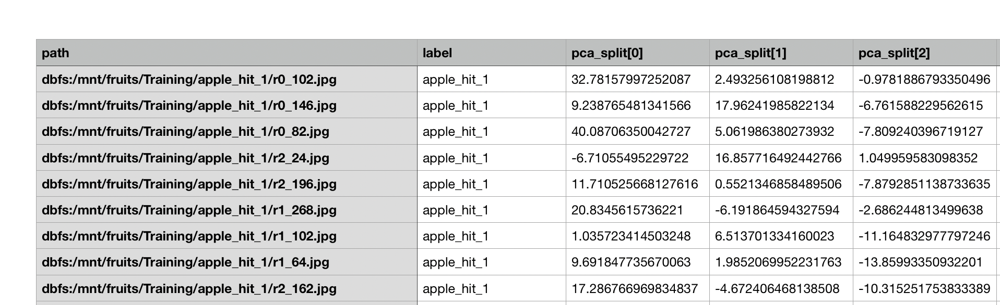 path label pca_split[0] pca_split[1] pca_split[2]
dbfs:/mnt/fruits/Training/apple_hit_1/r0_102.jpg apple_hit_1 32.78157997252087 2.493256108198812 -0.9781886793350496
dbfs:/mnt/fruits/Training/apple_hit_1/r0_146.jpg apple_hit_1 9.238765481341566 17.96241985822134 -6.761588229562615
dbfs:/mnt/fruits/Training/apple_hit_1/r0_82.jpg apple_hit_1 40.08706350042727 5.061986380273932 -7.809240396719127
dbfs:/mnt/fruits/Training/apple_hit_1/r2_24.jpg apple_hit_1 -6.71055495229722 16.857716492442766 1.049959583098352
dbfs:/mnt/fruits/Training/apple_hit_1/r2_196.jpg apple_hit_1 11.710525668127616 0.5521346858489506 -7.8792851138733635
dbfs:/mnt/fruits/Training/apple_hit_1/r1_268.jpg apple_hit_1 20.8345615736221 -6.191864594327594 -2.686244813499638
dbfs:/mnt/fruits/Training/apple_hit_1/r1_102.jpg apple_hit_1 1.035723414503248 6.513701334160023 -11.164832977797246
dbfs:/mnt/fruits/Training/apple_hit_1/r1_64.jpg apple_hit_1 9.691847735670063 1.9852069952231763 -13.85993350932201
dbfs:/mnt/fruits/Training/apple_hit_1/r2_162.jpg apple_hit_1 17.286766969834837 -4.672406468138508 -10.315251753833389